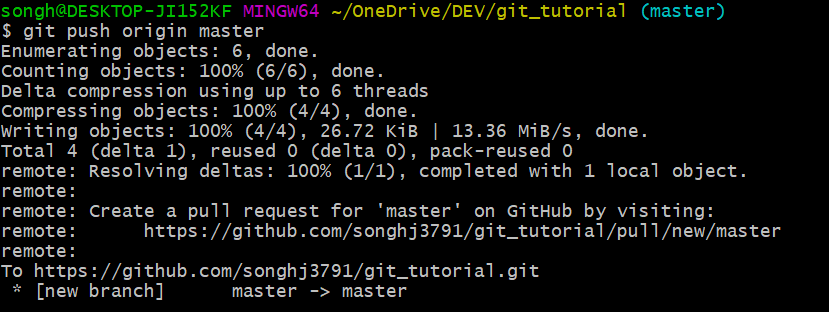 songh@DESKTOP-JI152KF MINGW64 ~/OneDrive/DEV/git_tutorial (master)
$ git push origin master
Enumerating objects: 6, done.
Counting objects: 100% (6/6), done.
Delta compression using up to 6 threads
Compressing objects: 100% (4/4), done.
Writing objects: 100% (4/4), 26.72 KiB | 13.36 MiB/s, done.
Total 4 (delta 1), reused 0 (delta 0), pack-reused 0
remote: Resolving deltas: 100% (1/1), completed with 1 local object.
remote:
remote: Create a pull request for 'master' on GitHub by visiting:
remote:      https://github.com/songhj3791/git_tutorial/pull/new/master
remote:
To https://github.com/songhj3791/git_tutorial.git
 * [new branch]      master -> master